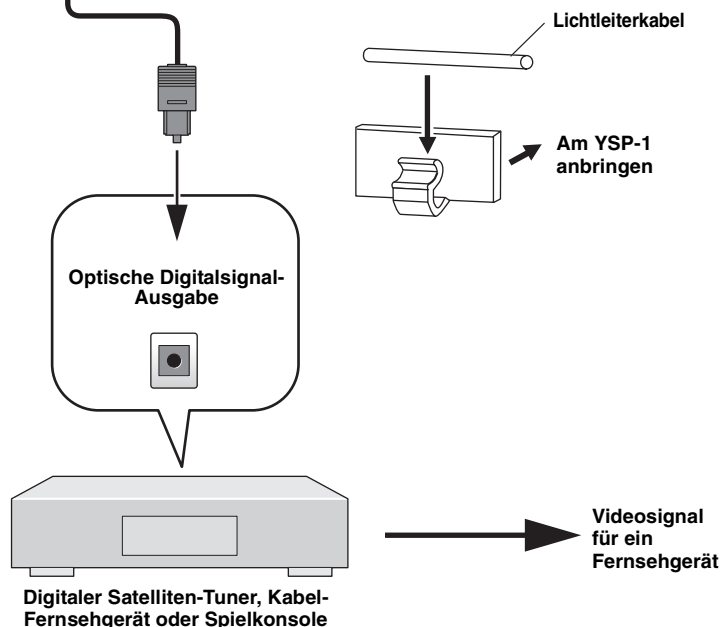 Lichtleiterkabel
Am YSP-1
anbringen
Optische Digitalsignal-
Ausgabe
Videosignal
für ein
Fernsehgerät
Digitaler Satelliten-Tuner, Kabel-
Fernsehgerät oder Spielkonsole